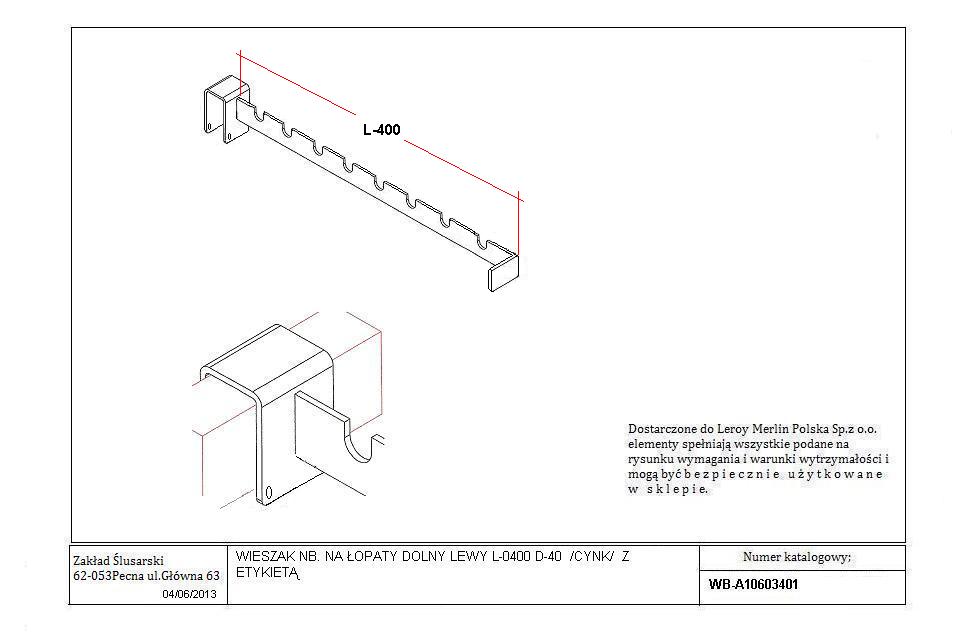 L-400
Dostarczone do Leroy Merlin Polska Sp.z o.o.
elementy spełniają wszystkie podane na
rysunku wymagania i warunki wytrzymałości i
mogą być b e z p i e c z n i e u ż y t k o w a n e
w s k l e p i e.
Zakład Ślusarski
62-053Pecna ul.Główna 63
04/06/2013
WIESZAK NB. NA ŁOPATY DOLNY LEWY L-0400 D-40 /CYNK/ Z
ETYKIETĄ
Numer katalogowy;
WB-A10603401